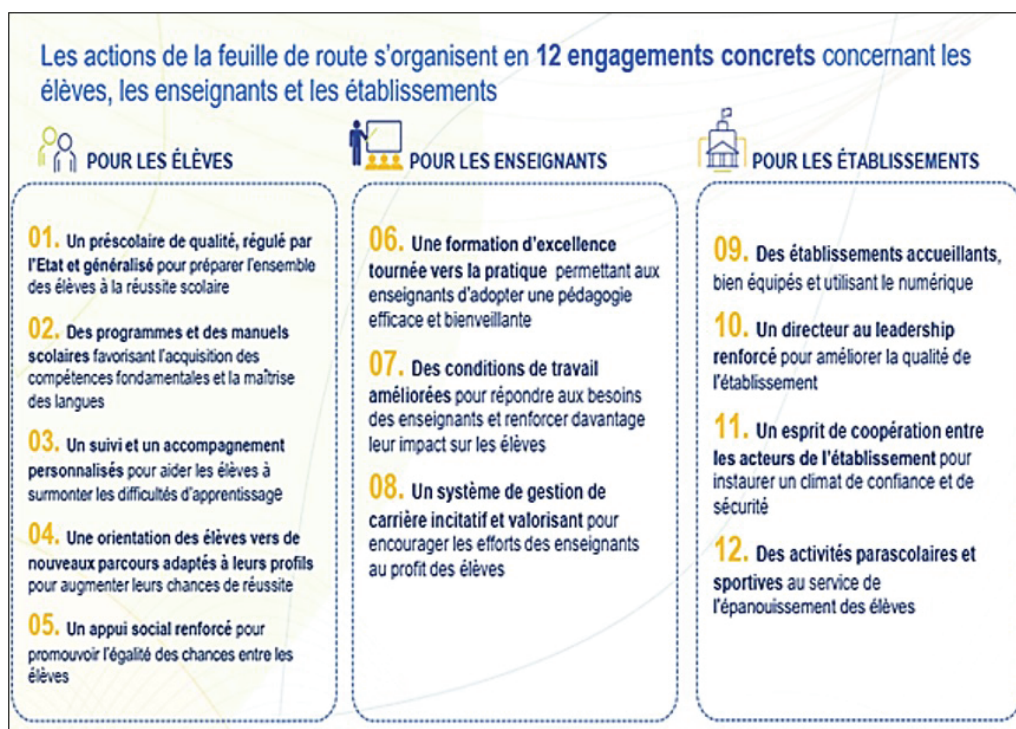 Les actions de la feuille de route s'organisent en 12 engagements concrets concernant les
élèves, les enseignants et les établissements
POUR LES ÉLÈVES
01. Un préscolaire de qualité, régulé par
l'Etat et généralisé pour préparer l'ensemble
des élèves à la réussite scolaire
02. Des programmes et des manuels
scolaires favorisant l'acquisition des
compétences fondamentales et la maîtrise
des langues
03. Un suivi et un accompagnement
personnalisés pour aider les élèves à
surmonter les difficultés d'apprentissage
04. Une orientation des élèves vers de
nouveaux parcours adaptés à leurs profils
pour augmenter leurs chances de réussite
05. Un appui social renforcé pour
promouvoir l'égalité des chances entre les
élèves
POUR LES ENSEIGNANTS
06. Une formation d'excellence
tournée vers la pratique permettant aux
enseignants d'adopter une pédagogie
efficace et bienveillante
07. Des conditions de travail
améliorées pour répondre aux besoins
des enseignants et renforcer davantage
leur impact sur les élèves
08. Un système de gestion de
carrière incitatif et valorisant pour
encourager les efforts des enseignants
au profit des élèves
POUR LES ÉTABLISSEMENTS
09. Des établissements accueillants,
bien équipés et utilisant le numérique
10. Un directeur au leadership
renforcé pour améliorer la qualité de
l'établissement
11. Un esprit de coopération entre
les acteurs de l'établissement pour
instaurer un climat de confiance et de
sécurité
12. Des activités parascolaires et
sportives au service de
l'épanouissement des élèves